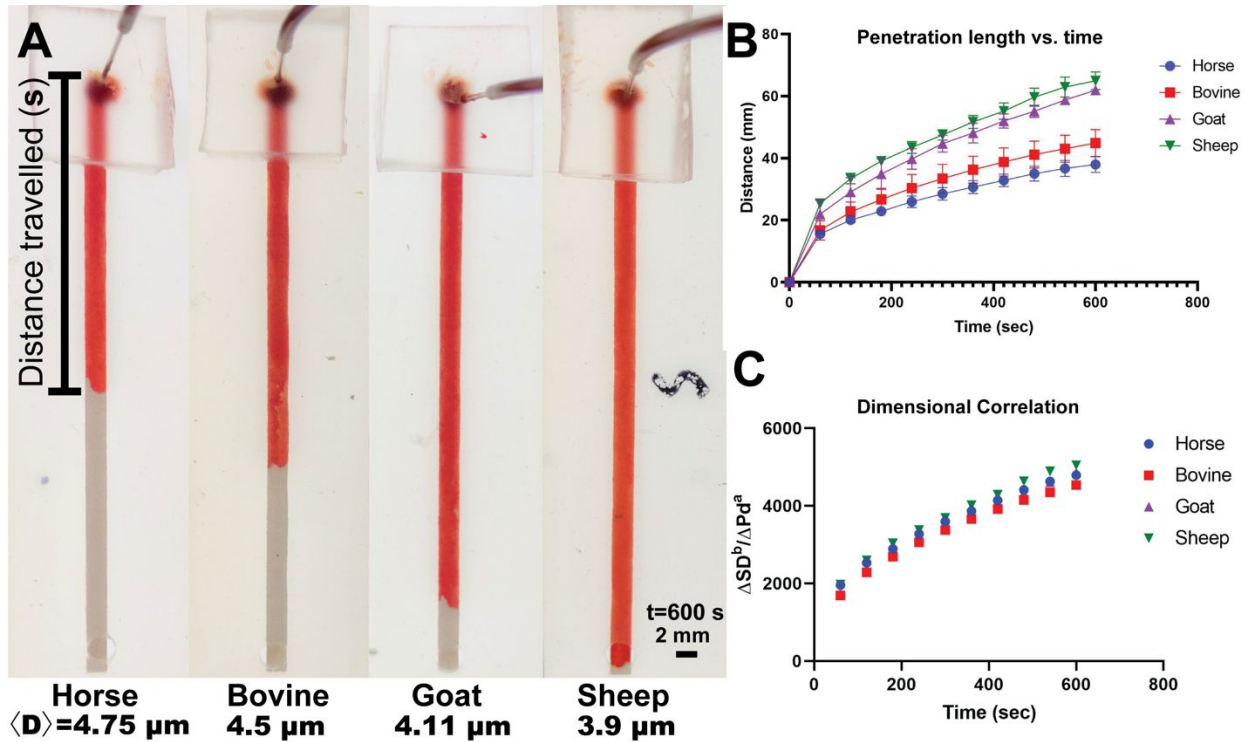 A
Distance travelled (s)
t=600 s
2 mm
Horse
Bovine
Goat
Sheep
⟨D⟩=4.75 µm
4.5 µm
4.11 µm
3.9 µm
B
Penetration length vs. time
Distance (mm)
80
60
40
20
0
0
200
400
600
800
Time (sec)
Horse
Bovine
Goat
Sheep
C
Dimensional Correlation
ΔSDᵇ/ΔPdᵃ
6000
4000
2000
0
0
200
400
600
800
Time (sec)
Horse
Bovine
Goat
Sheep